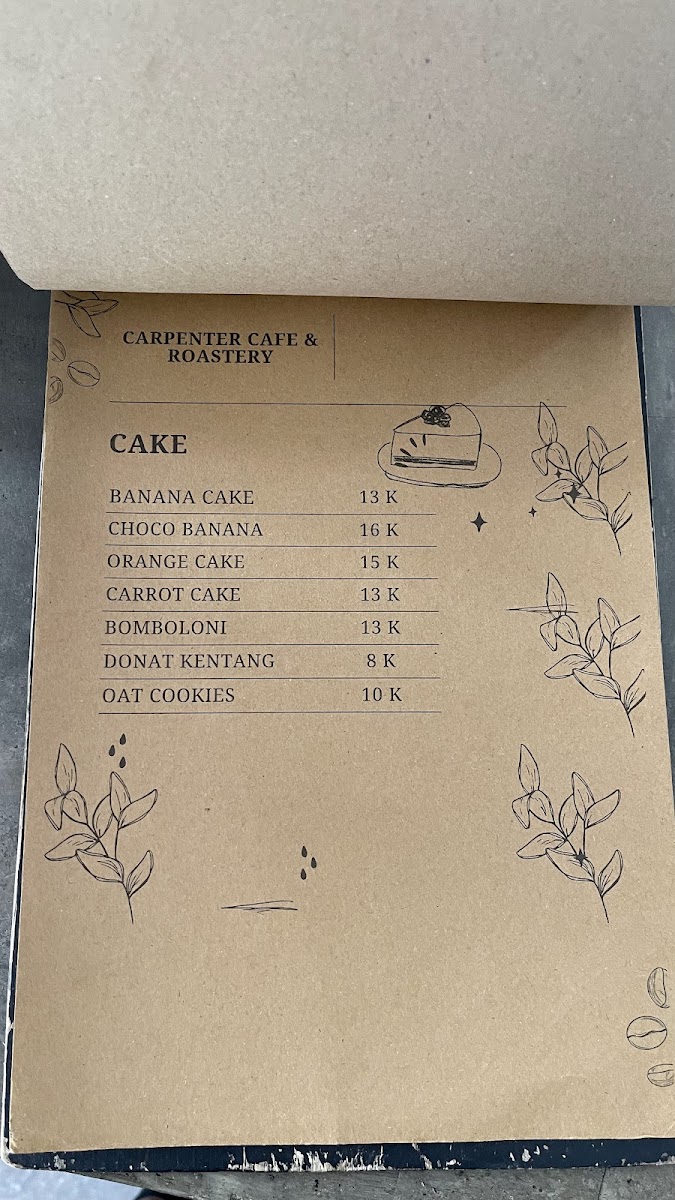 CARPENTER CAFE &
ROASTERY
CAKE
BANANA CAKE 13 K
CHOCO BANANA 16 K
ORANGE CAKE 15 K
CARROT CAKE 13 K
BOMBOLONI 13 K
DONAT KENTANG 8 K
OAT COOKIES 10 K